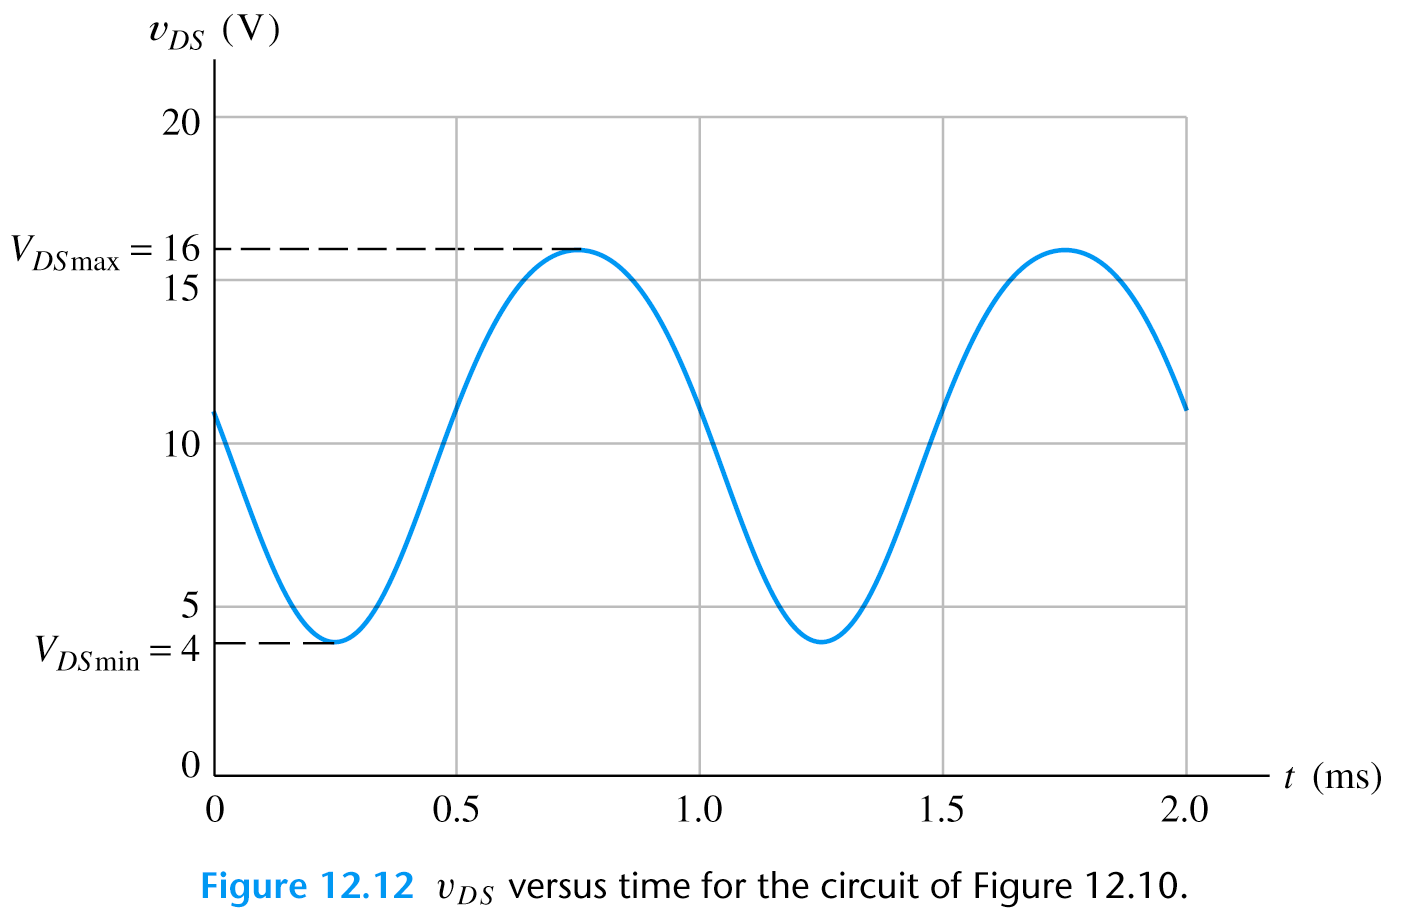 v_DS (V)
20
V_DSmax = 16
15
10
5
V_DSmin = 4
0
0 0.5 1.0 1.5 2.0
t (ms)
Figure 12.12 v_DS versus time for the circuit of Figure 12.10.